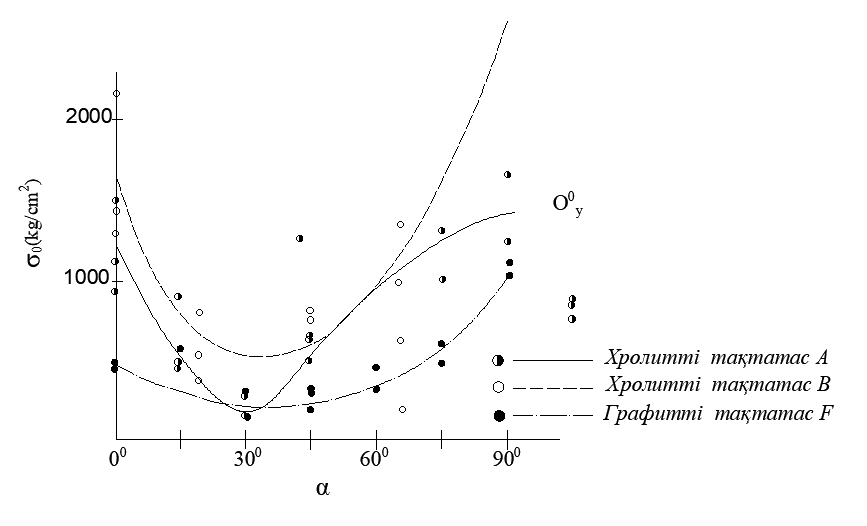 2000
σ0(kg/cm2)
O0y
1000
Хролитті тақтатас А
Хролитті тақтатас В
Графитті тақтатас F
00 300 600 900
α